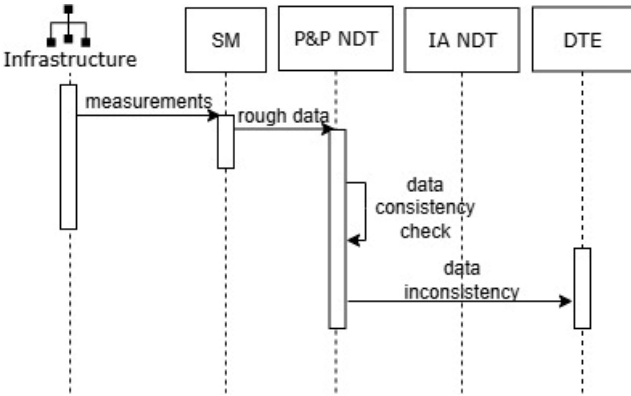 Infrastructure
SM
P&P NDT
IA NDT
DTE
measurements
rough data
data
consistency
check
data
inconsistency